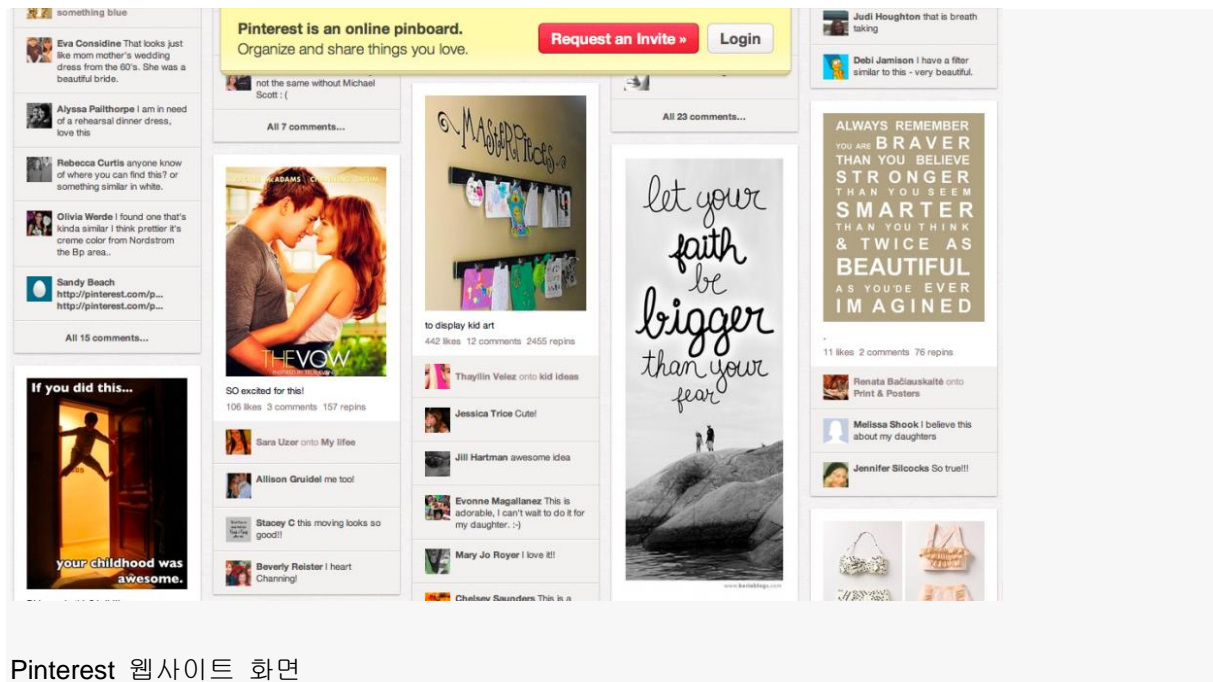 something blue
Eva Considine That looks just
like mom mother's wedding
dress from the 60's. She was a
beautiful bride.
Alyssa Pailthorpe I am in need
of a rehearsal dinner dress,
love this
Rebecca Curtis anyone know
of where you can find this? or
something similar in white.
Olivia Werde I found one that's
kinda similar I think prettier it's
creme color from Nordstrom
the Bp area..
Sandy Beach
http://pinterest.com/p...
http://pinterest.com/p...
All 15 comments...
If you did this...
your childhood was
awesome.
Pinterest is an online pinboard.
Organize and share things you love.
Request an Invite »
Login
not the same without Michael
Scott : (
All 7 comments...
McADAMS
THE VOW
SO excited for this!
106 likes 3 comments 157 repins
Sara Uzer onto My lifee
Allison Gruidel me too!
Stacey C this moving looks so
good!!
Beverly Reister I heart
Channing!
MASTERPieces
to display kid art
442 likes 12 comments 2455 repins
Thayllin Velez onto kid ideas
Jessica Trice Cute!
Jill Hartman awesome idea
Evonne Magallanez This is
adorable, I can't wait to do it for
my daughter. :-)
Mary Jo Royer I love it!!
Chelsey Saunders This is a
All 23 comments...
let your
faith
be
bigger
than your
fear
Judi Houghton that is breath
taking
Debi Jamison I have a filter
similar to this - very beautiful.
ALWAYS REMEMBER
YOU ARE BRAVER
THAN YOU BELIEVE
STRONGER
THAN YOU SEEM
SMARTER
THAN YOU THINK
& TWICE AS
BEAUTIFUL
AS YOU'DE EVER
IMAGINED
.
11 likes 2 comments 76 repins
Renata Bačiauskaitė onto
Print & Posters
Melissa Shook I believe this
about my daughters
Jennifer Silcocks So true!!!
Pinterest 웹사이트 화면